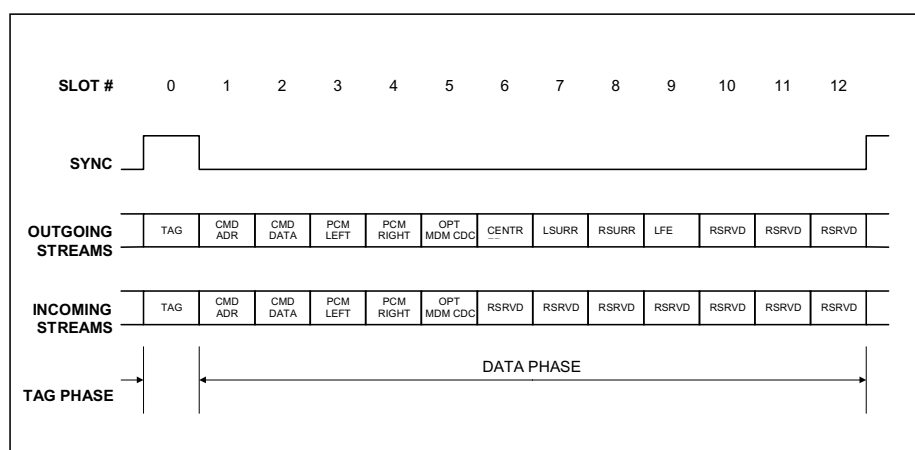 SLOT # 0 1 2 3 4 5 6 7 8 9 10 11 12
SYNC
OUTGOING STREAMS
TAG
CMD ADR
CMD DATA
PCM LEFT
PCM RIGHT
OPT MDM CDC
CENTR
LSURR
RSURR
LFE
RSRVD
RSRVD
RSRVD
INCOMING STREAMS
TAG
CMD ADR
CMD DATA
PCM LEFT
PCM RIGHT
OPT MDM CDC
RSRVD
RSRVD
RSRVD
RSRVD
RSRVD
RSRVD
RSRVD
DATA PHASE
TAG PHASE